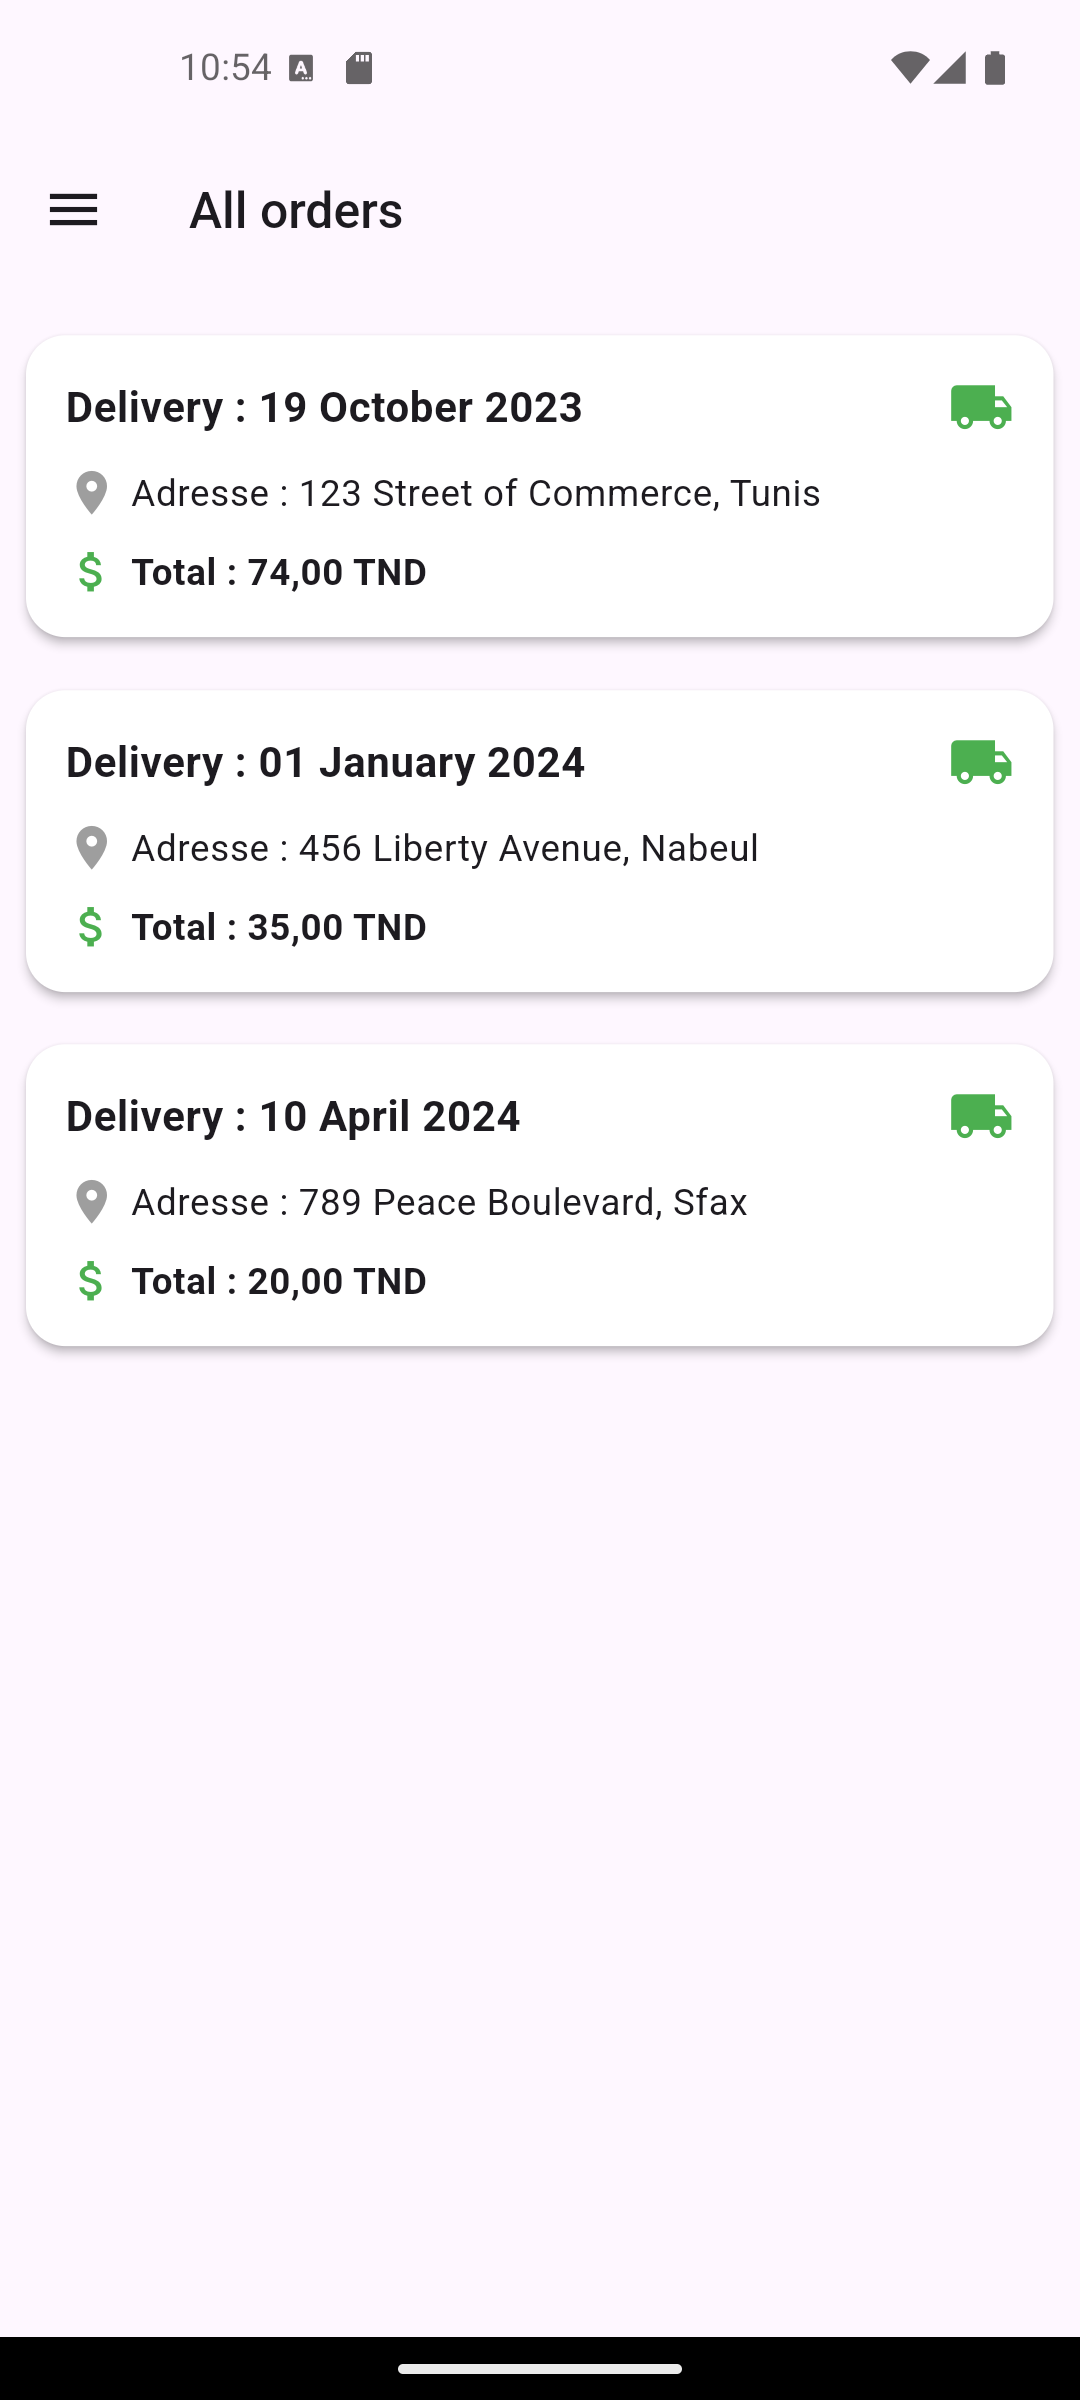 10:54
All orders
Delivery : 19 October 2023
Adresse : 123 Street of Commerce, Tunis
Total : 74,00 TND
Delivery : 01 January 2024
Adresse : 456 Liberty Avenue, Nabeul
Total : 35,00 TND
Delivery : 10 April 2024
Adresse : 789 Peace Boulevard, Sfax
Total : 20,00 TND